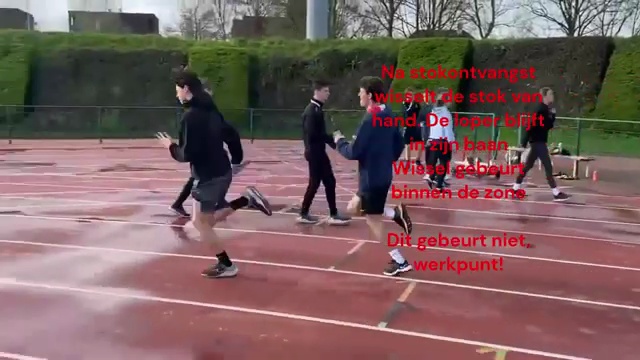 Na stokontvangst
wisselt de stok van
hand. De loper blijft
in zijn baan
Wissel gebeurt
binnen de zone
Dit gebeurt niet,
werkpunt!